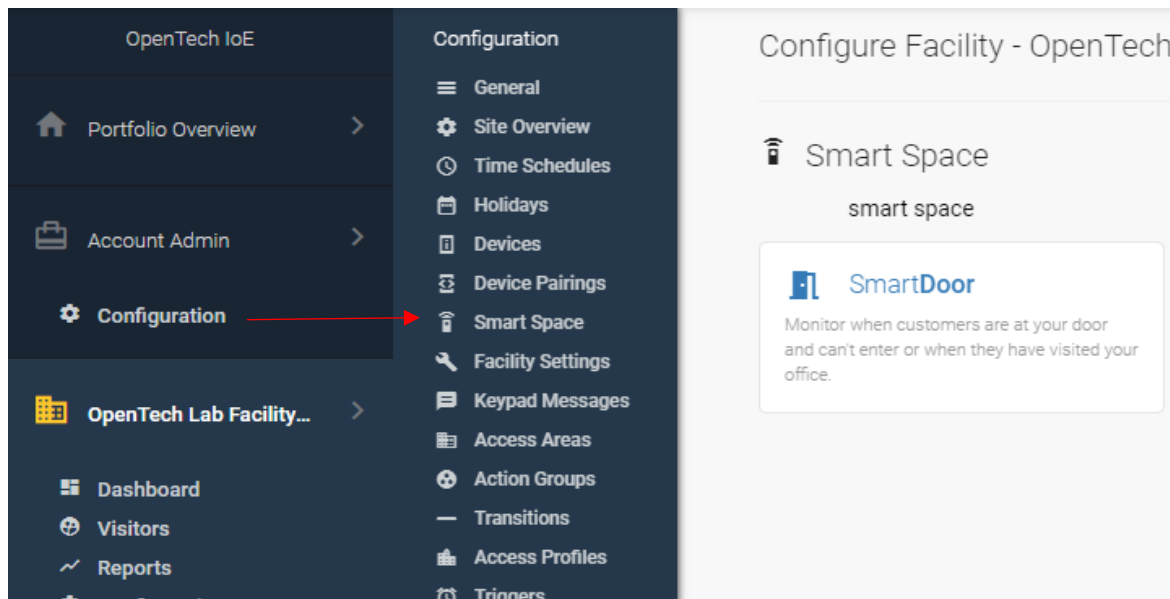 OpenTech IoE
Portfolio Overview
Account Admin
Configuration
OpenTech Lab Facility...
Dashboard
Visitors
Reports
Configuration
General
Site Overview
Time Schedules
Holidays
Devices
Device Pairings
Smart Space
Facility Settings
Keypad Messages
Access Areas
Action Groups
Transitions
Access Profiles
Triggers
Configure Facility - OpenTech
Smart Space
smart space
SmartDoor
Monitor when customers are at your door
and can't enter or when they have visited your
office.